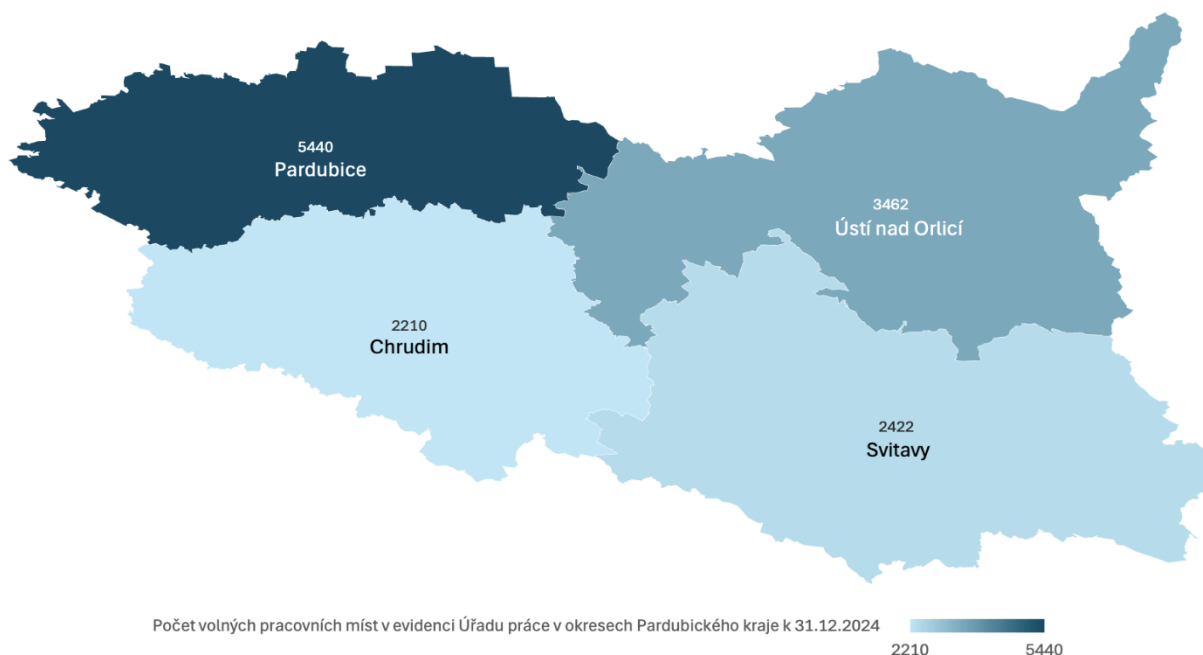 5440
Pardubice
3462
Ústí nad Orlicí
2210
Chrudim
2422
Svitavy
Počet volných pracovních míst v evidenci Úřadu práce v okresech Pardubického kraje k 31.12.2024
2210 5440